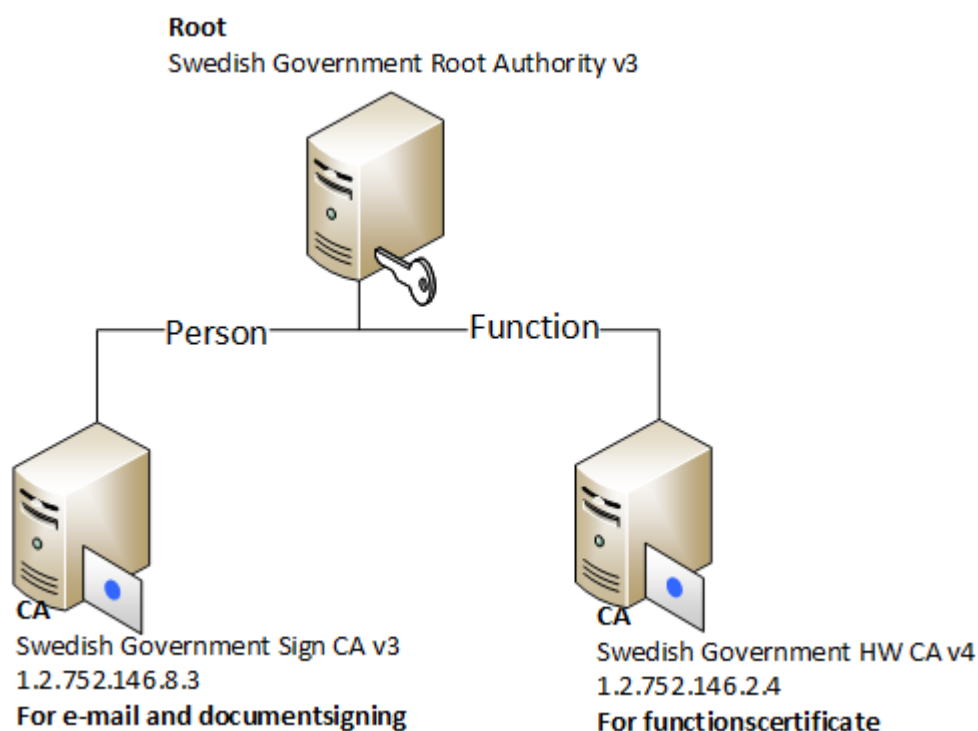 Root
Swedish Government Root Authority v3
Person
Function
CA
Swedish Government Sign CA v3
1.2.752.146.8.3
For e-mail and documentsigning
CA
Swedish Government HW CA v4
1.2.752.146.2.4
For functionscertificate